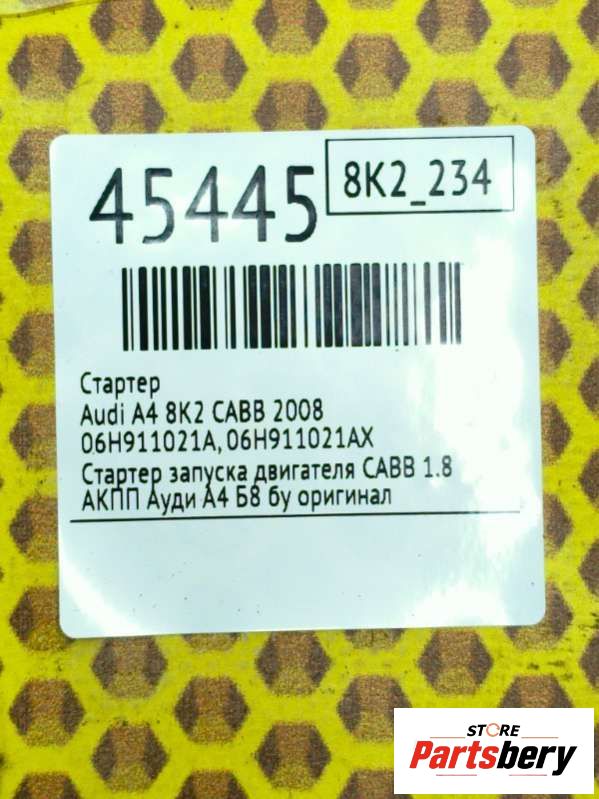 45445
8K2_234
Стартер
Audi A4 8K2 CABB 2008
06H911021A, 06H911021AX
Стартер запуска двигателя CABB 1.8
АКПП Ауди А4 Б8 бу оригинал
STORE
Partsbery